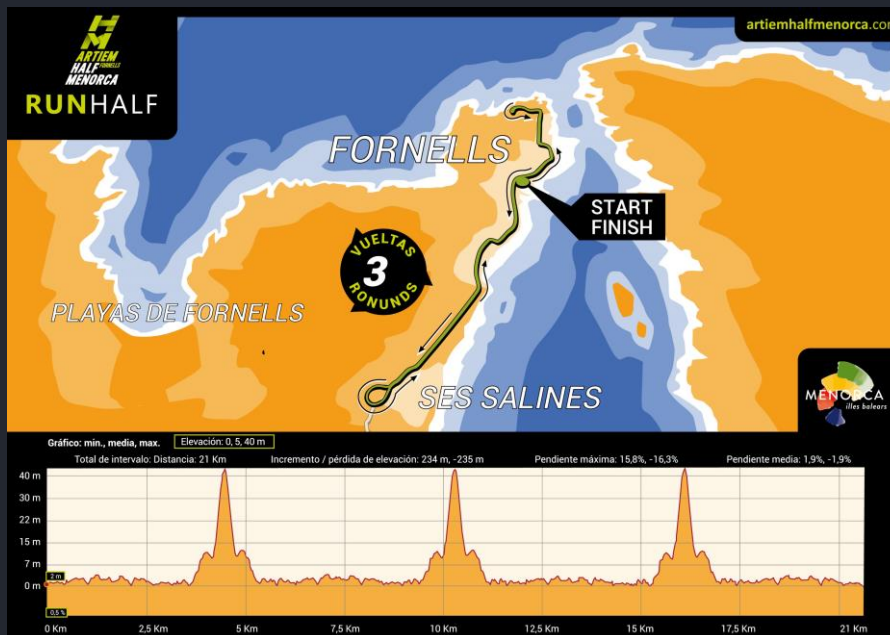 HM
ARTIEM
HALF FORNELLS
MENORCA
RUNHALF
artiemhalfmenorca.com
FORNELLS
START
FINISH
VUELTAS
3
RONUNDS
PLAYAS DE FORNELLS
SES SALINES
MENORCA
illes balears
Gráfico: min., media, max. Elevación: 0, 5, 40 m
Total de intervalo: Distancia: 21 Km Incremento / pérdida de elevación: 234 m, -235 m Pendiente máxima: 15,8%, -16,3% Pendiente media: 1,9%, -1,9%
40 m
30 m
22 m
15 m
7 m
2 m
0 m
0,5 %
0 Km 2,5 Km 5 Km 7,5 Km 10 Km 12,5 Km 15 Km 17,5 Km 21 Km